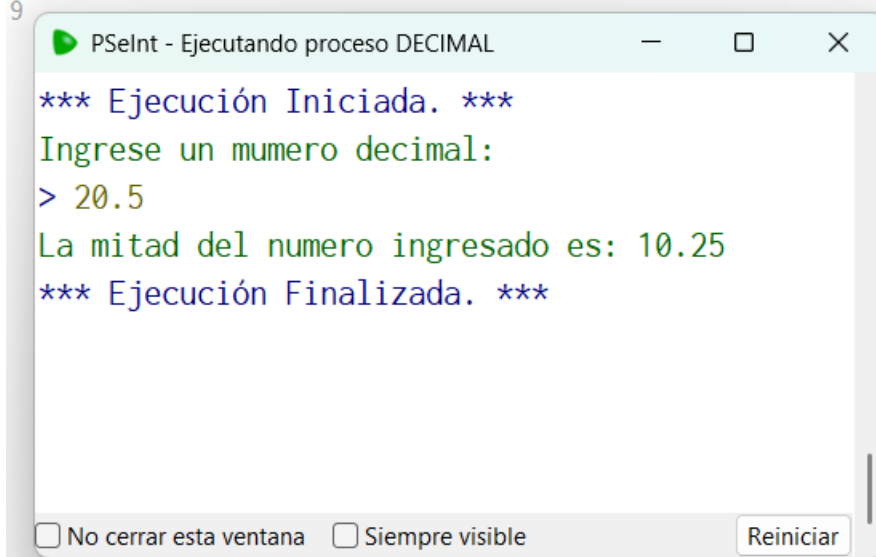 9
PSeInt - Ejecutando proceso DECIMAL
*** Ejecución Iniciada. ***
Ingrese un mumero decimal:
> 20.5
La mitad del numero ingresado es: 10.25
*** Ejecución Finalizada. ***
No cerrar esta ventana Siempre visible Reiniciar